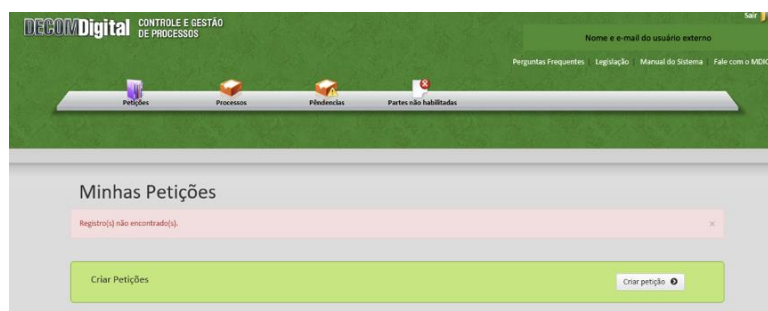 Sair
DECOMDigital CONTROLE E GESTÃO
DE PROCESSOS
Nome e e-mail do usuário externo
Perguntas Frequentes Legislação Manual do Sistema Fale com o MDIC
Petições Processos Pêndencias Partes não habilitadas
Minhas Petições
Registro(s) não encontrado(s). ×
Criar Petições Criar petição